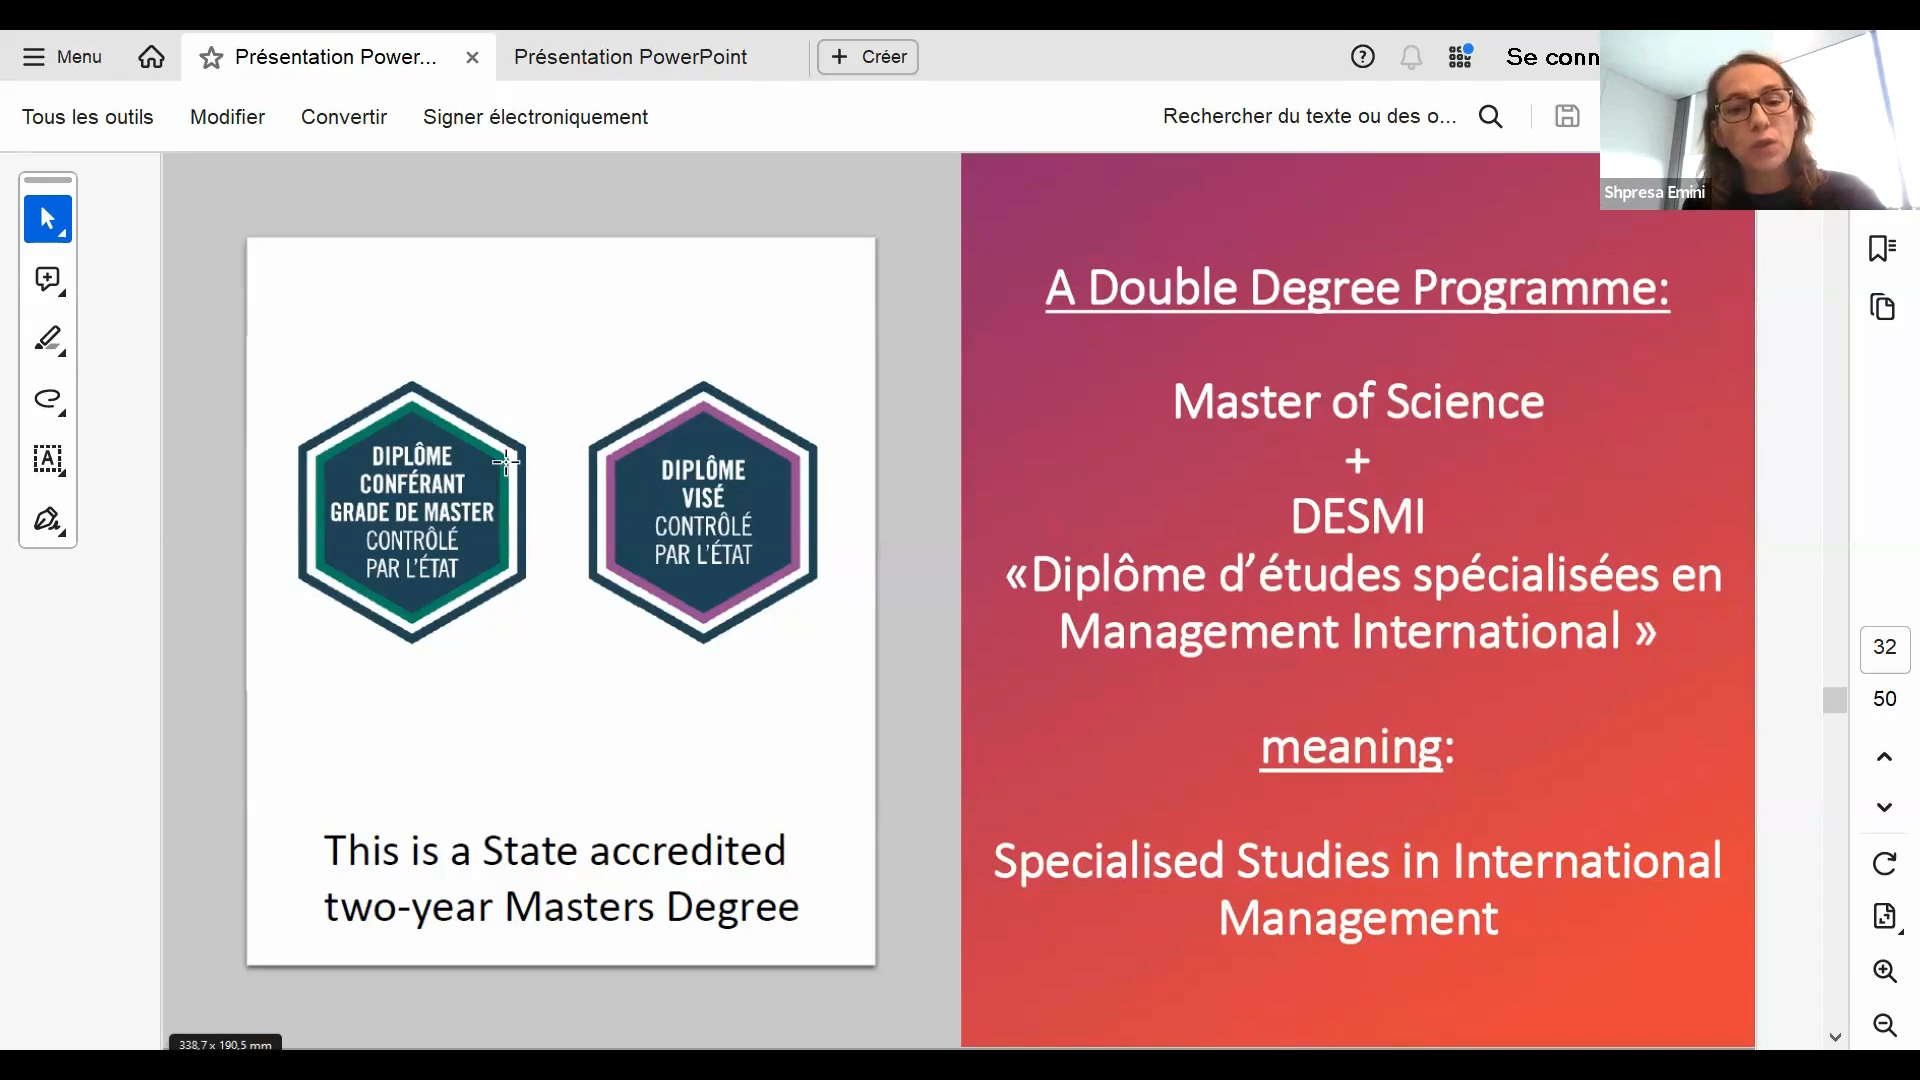 Menu
Présentation Power...
Présentation PowerPoint
Créer
Se conn
Tous les outils
Modifier
Convertir
Signer électroniquement
Rechercher du texte ou des o...
Shpresa Emini
DIPLÔME
CONFÉRANT
GRADE DE MASTER
CONTRÔLÉ
PAR L'ÉTAT
DIPLÔME
VISÉ
CONTRÔLÉ
PAR L'ÉTAT
This is a State accredited
two-year Masters Degree
A Double Degree Programme:
Master of Science
+
DESMI
«Diplôme d’études spécialisées en
Management International »
meaning:
Specialised Studies in International
Management
32
50
338,7 x 190,5 mm